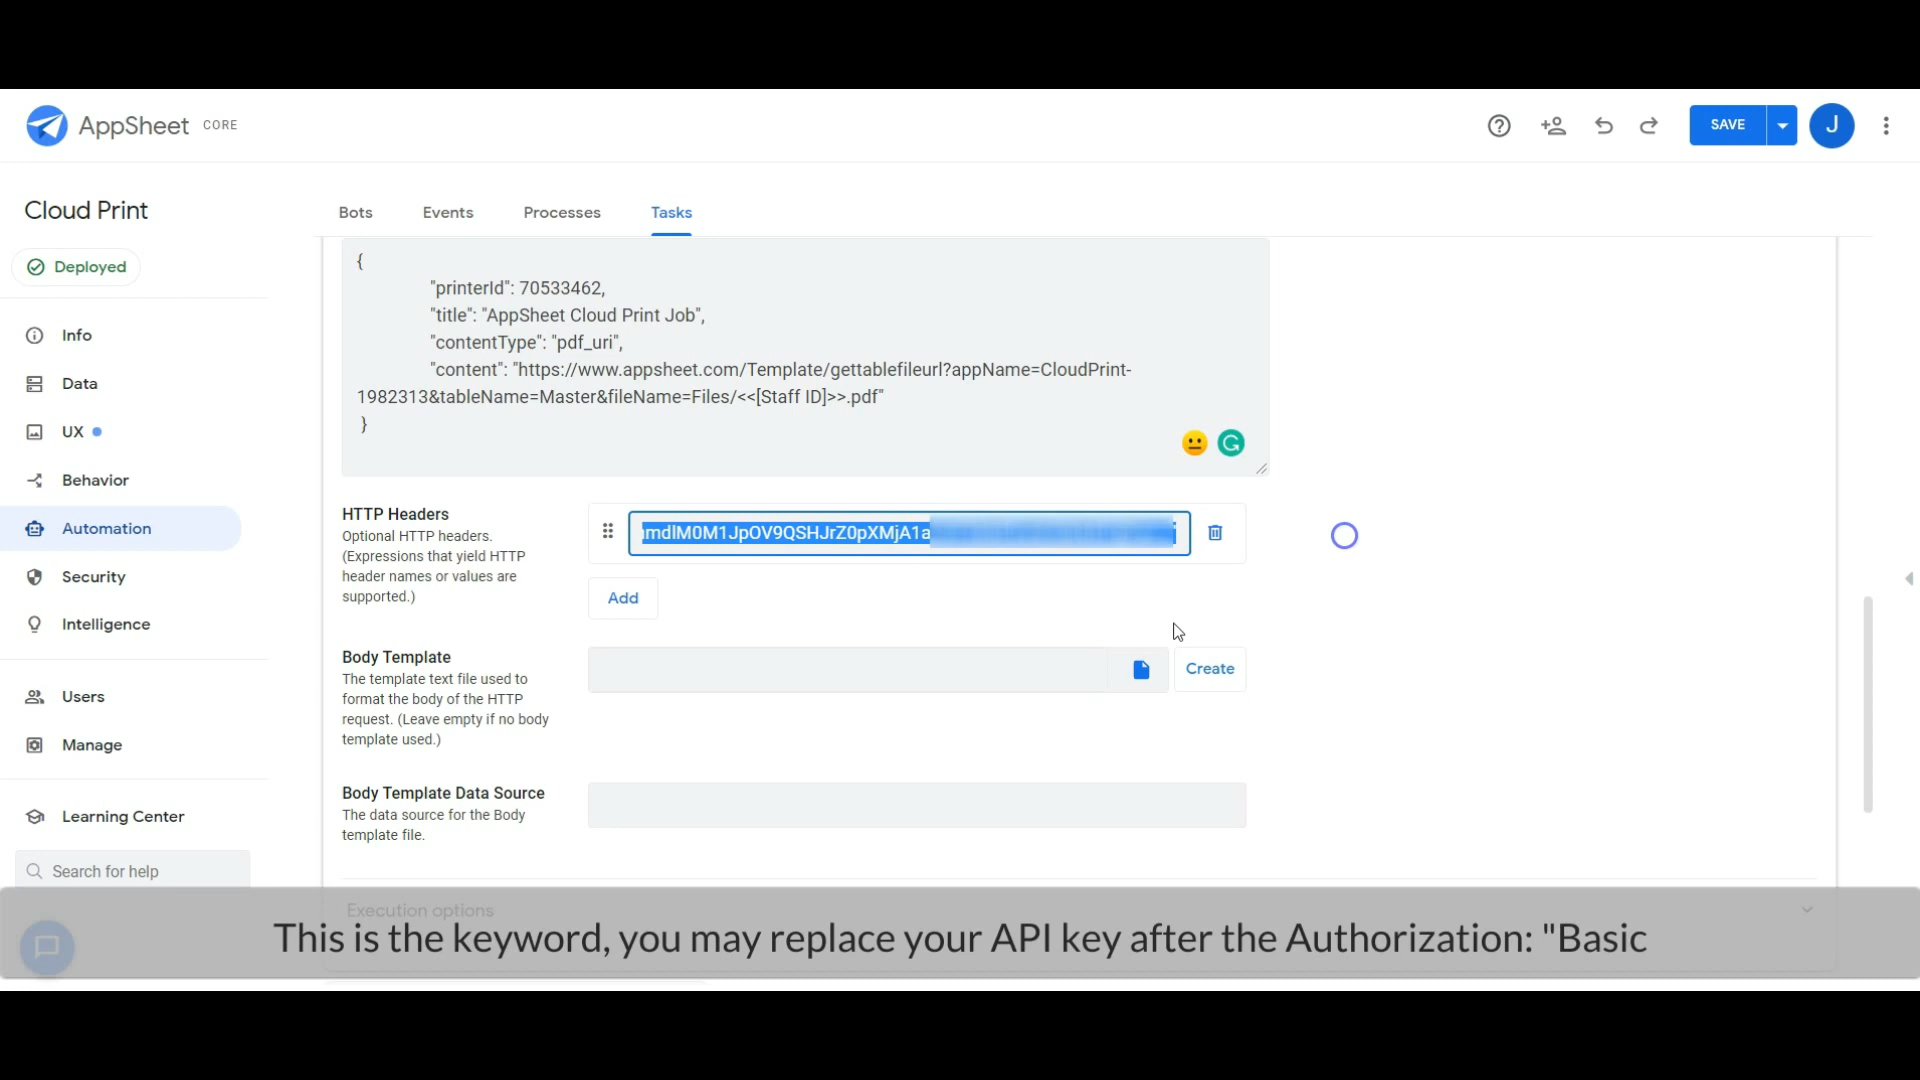 AppSheet CORE
SAVE
J
Cloud Print
Bots Events Processes Tasks
Deployed
{
"printerId": 70533462,
"title": "AppSheet Cloud Print Job",
"contentType": "pdf_uri",
"content": "https://www.appsheet.com/Template/gettablefileurl?appName=CloudPrint-
1982313&tableName=Master&fileName=Files/<<[Staff ID]>>.pdf"
}
Info
Data
UX
Behavior
Automation
Security
Intelligence
Users
Manage
Learning Center
Search for help
HTTP Headers
Optional HTTP headers.
(Expressions that yield HTTP
header names or values are
supported.)
Add
Body Template
The template text file used to
format the body of the HTTP
request. (Leave empty if no body
template used.)
Create
Body Template Data Source
The data source for the Body
template file.
Execution options
This is the keyword, you may replace your API key after the Authorization: "Basic